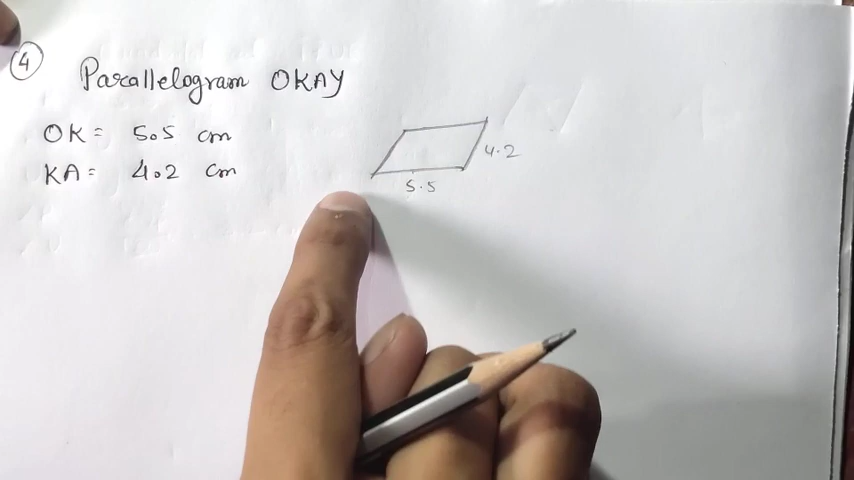 4
Parallelogram OKAY
OK= 5.5 cm
KA= 4.2 cm
4.2
5.5